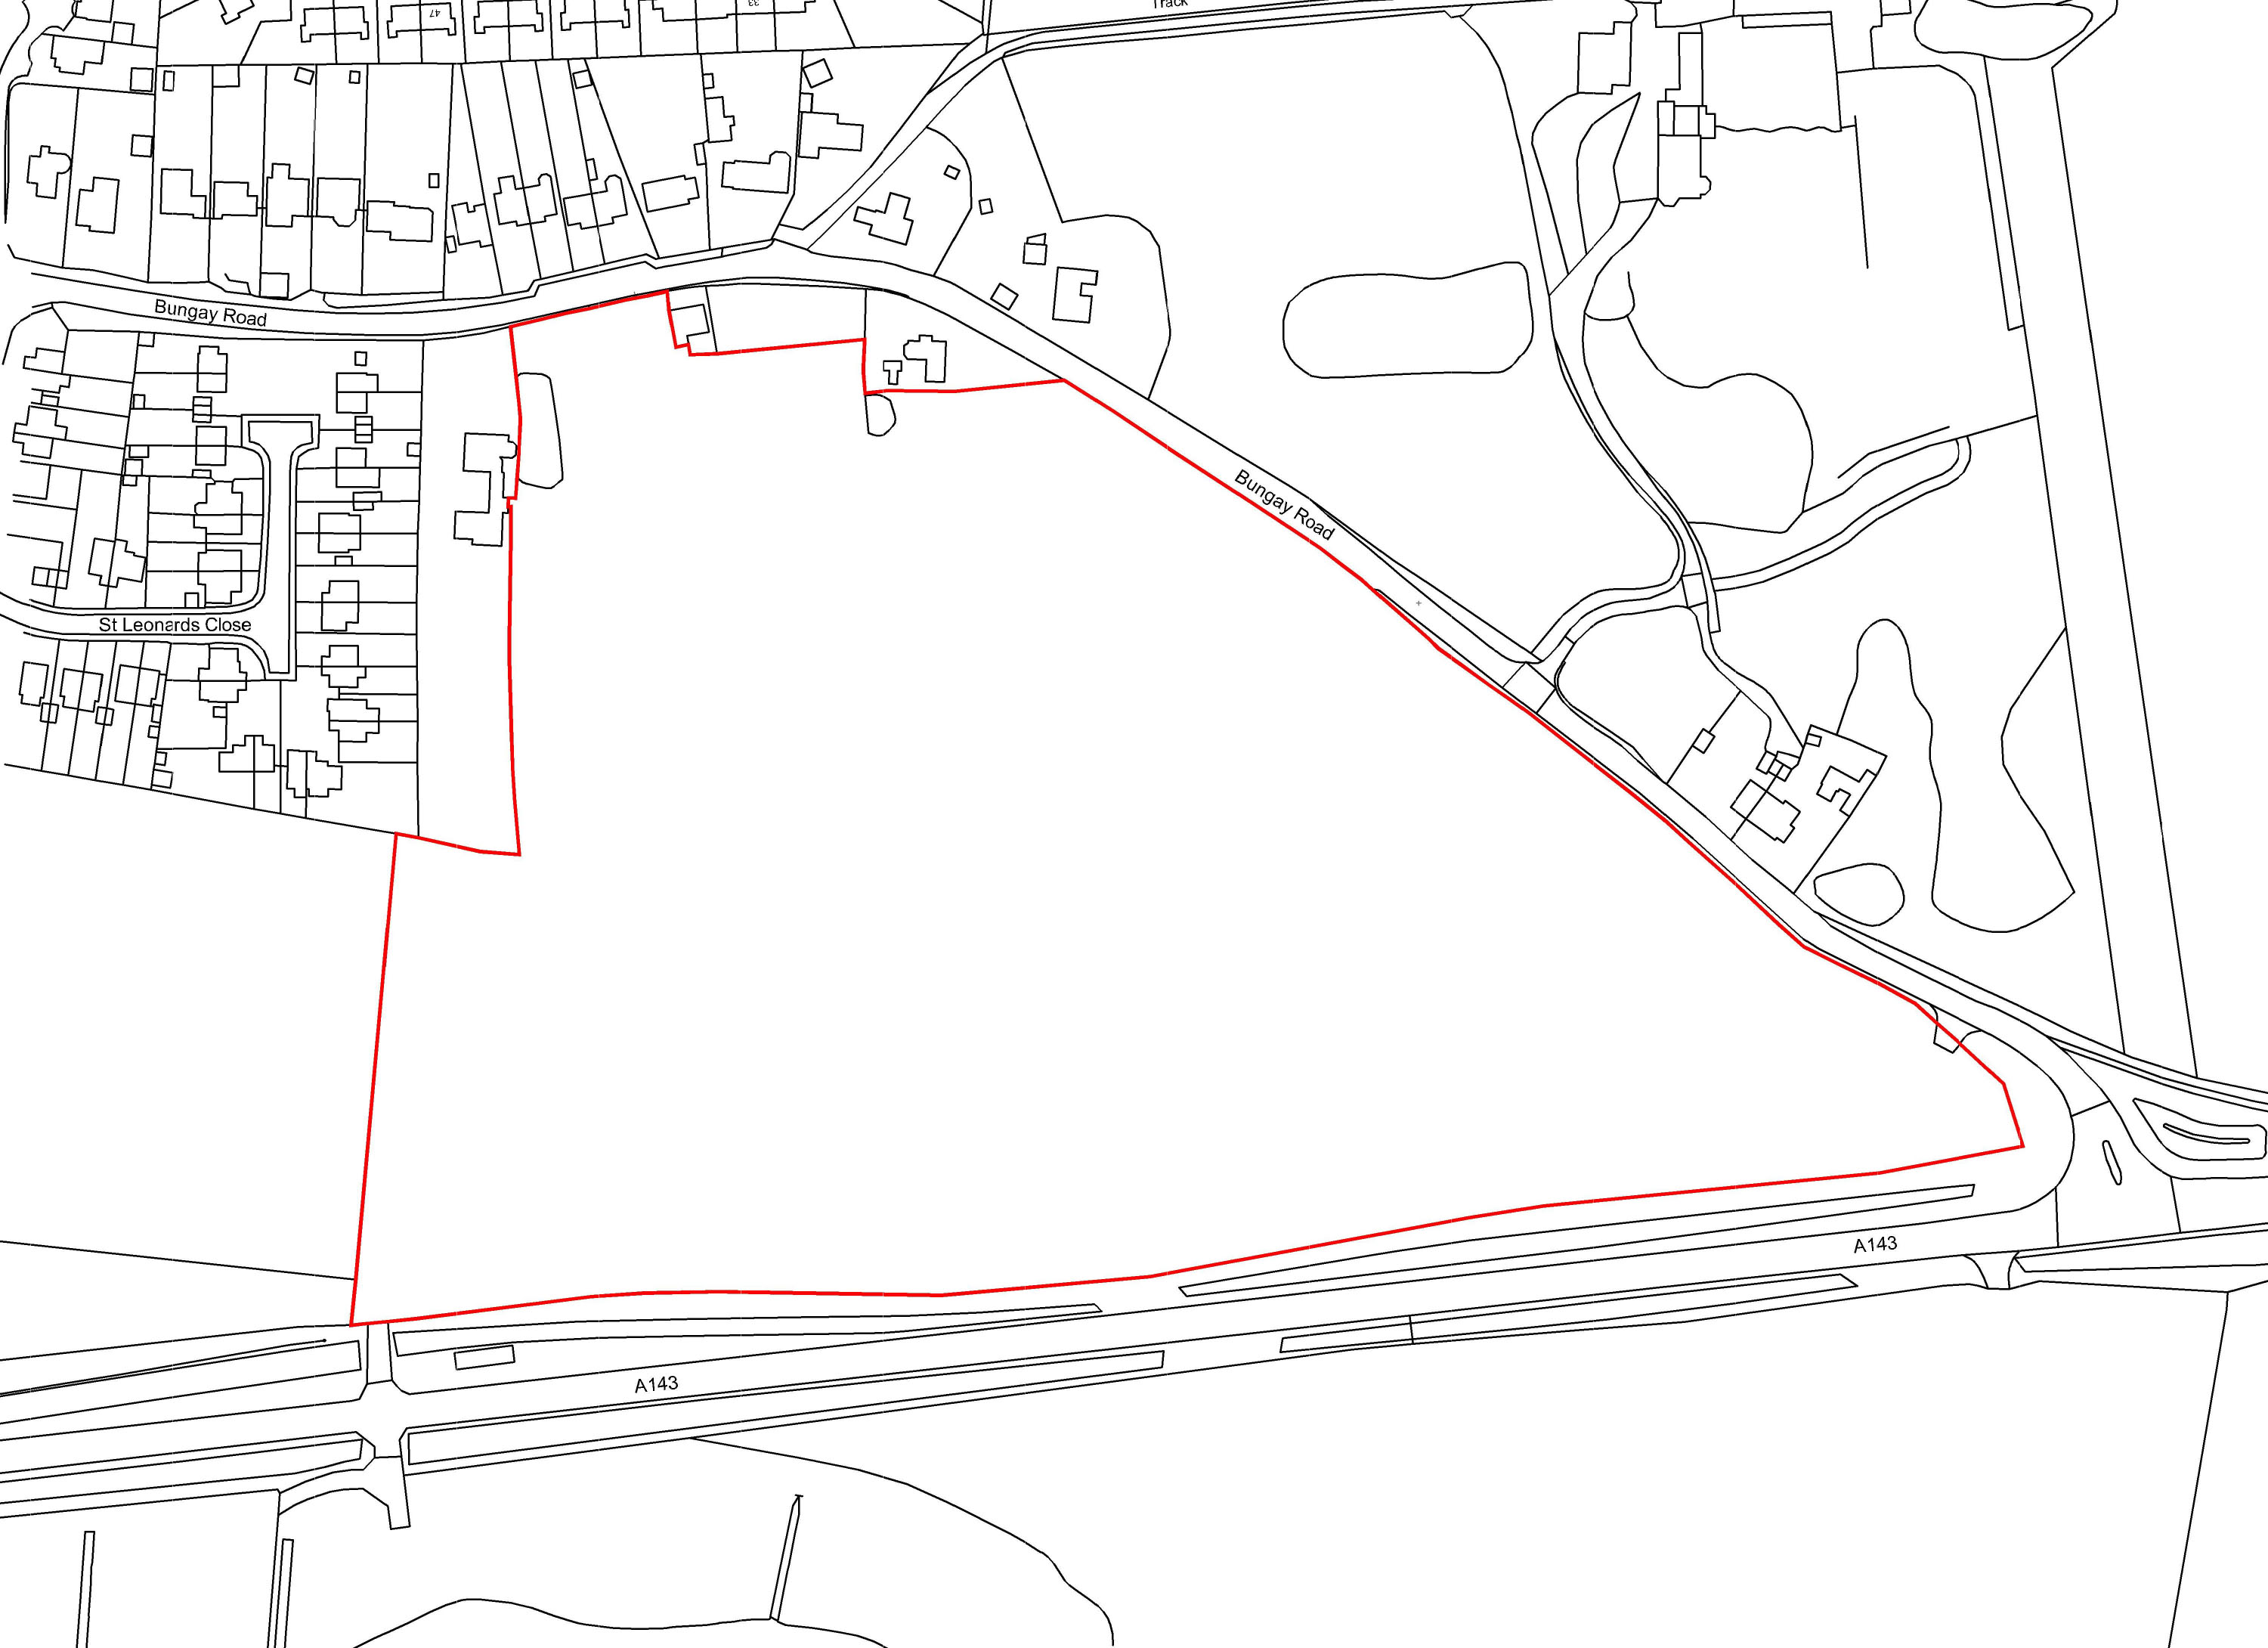 Track
47
33
Bungay Road
Bungay Road
St Leonards Close
A143
A143